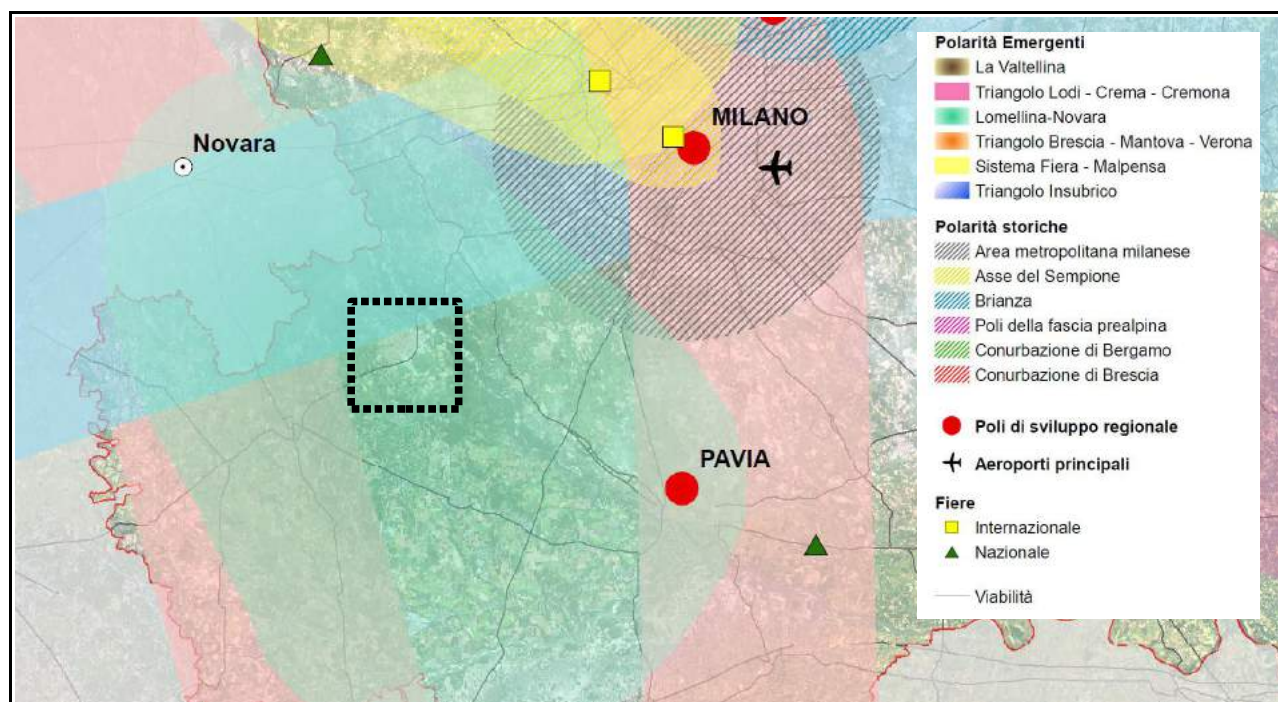 MILANO
Novara
PAVIA
Polarità Emergenti
La Valtellina
Triangolo Lodi - Crema - Cremona
Lomellina-Novara
Triangolo Brescia - Mantova - Verona
Sistema Fiera - Malpensa
Triangolo Insubrico
Polarità storiche
Area metropolitana milanese
Asse del Sempione
Brianza
Poli della fascia prealpina
Conurbazione di Bergamo
Conurbazione di Brescia
Poli di sviluppo regionale
Aeroporti principali
Fiere
Internazionale
Nazionale
Viabilità